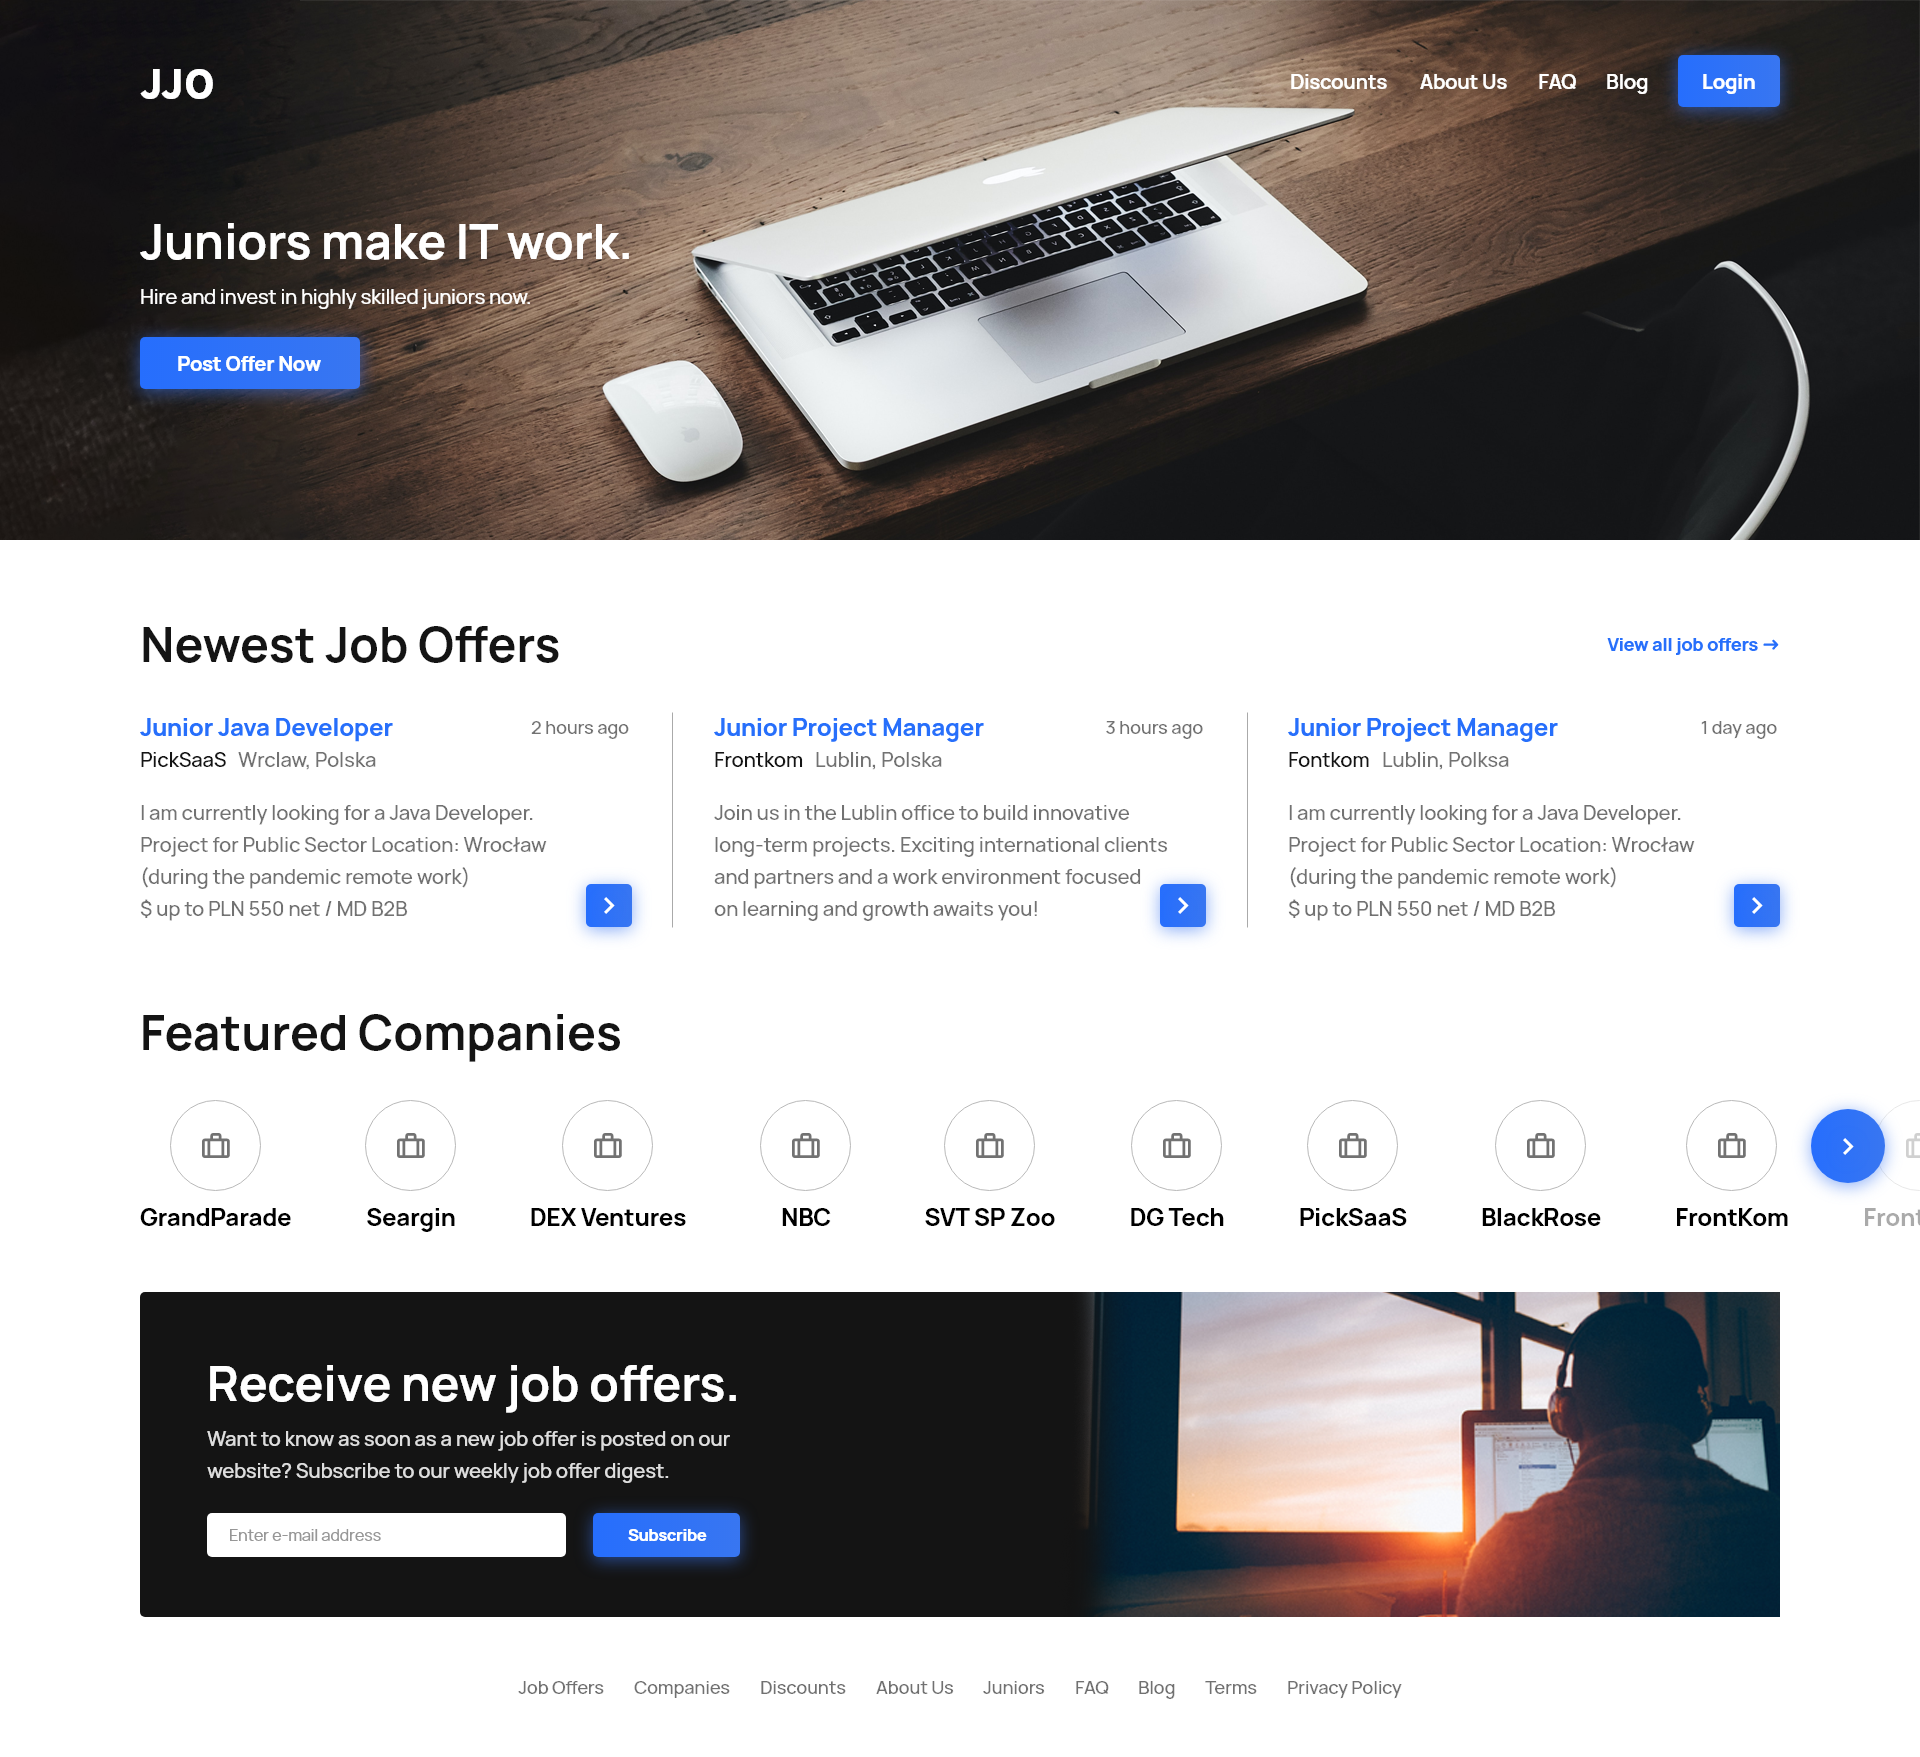 JJO
Discounts About Us FAQ Blog Login
Juniors make IT work.
Hire and invest in highly skilled juniors now.
Post Offer Now
Newest Job Offers
View all job offers →
Junior Java Developer 2 hours ago
PickSaaS Wrclaw, Polska
I am currently looking for a Java Developer.
Project for Public Sector Location: Wrocław
(during the pandemic remote work)
$ up to PLN 550 net / MD B2B
Junior Project Manager 3 hours ago
Frontkom Lublin, Polska
Join us in the Lublin office to build innovative
long-term projects. Exciting international clients
and partners and a work environment focused
on learning and growth awaits you!
Junior Project Manager 1 day ago
Fontkom Lublin, Polksa
I am currently looking for a Java Developer.
Project for Public Sector Location: Wrocław
(during the pandemic remote work)
$ up to PLN 550 net / MD B2B
Featured Companies
GrandParade Seargin DEX Ventures NBC SVT SP Zoo DG Tech PickSaaS BlackRose FrontKom Front
Receive new job offers.
Want to know as soon as a new job offer is posted on our
website? Subscribe to our weekly job offer digest.
Enter e-mail address Subscribe
Job Offers Companies Discounts About Us Juniors FAQ Blog Terms Privacy Policy